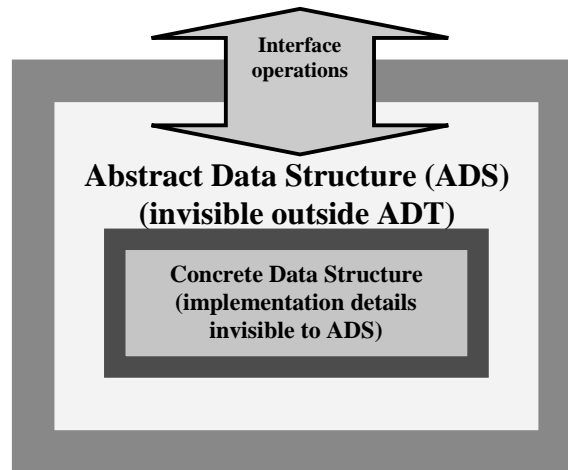 Interface
operations
Abstract Data Structure (ADS)
(invisible outside ADT)
Concrete Data Structure
(implementation details
invisible to ADS)